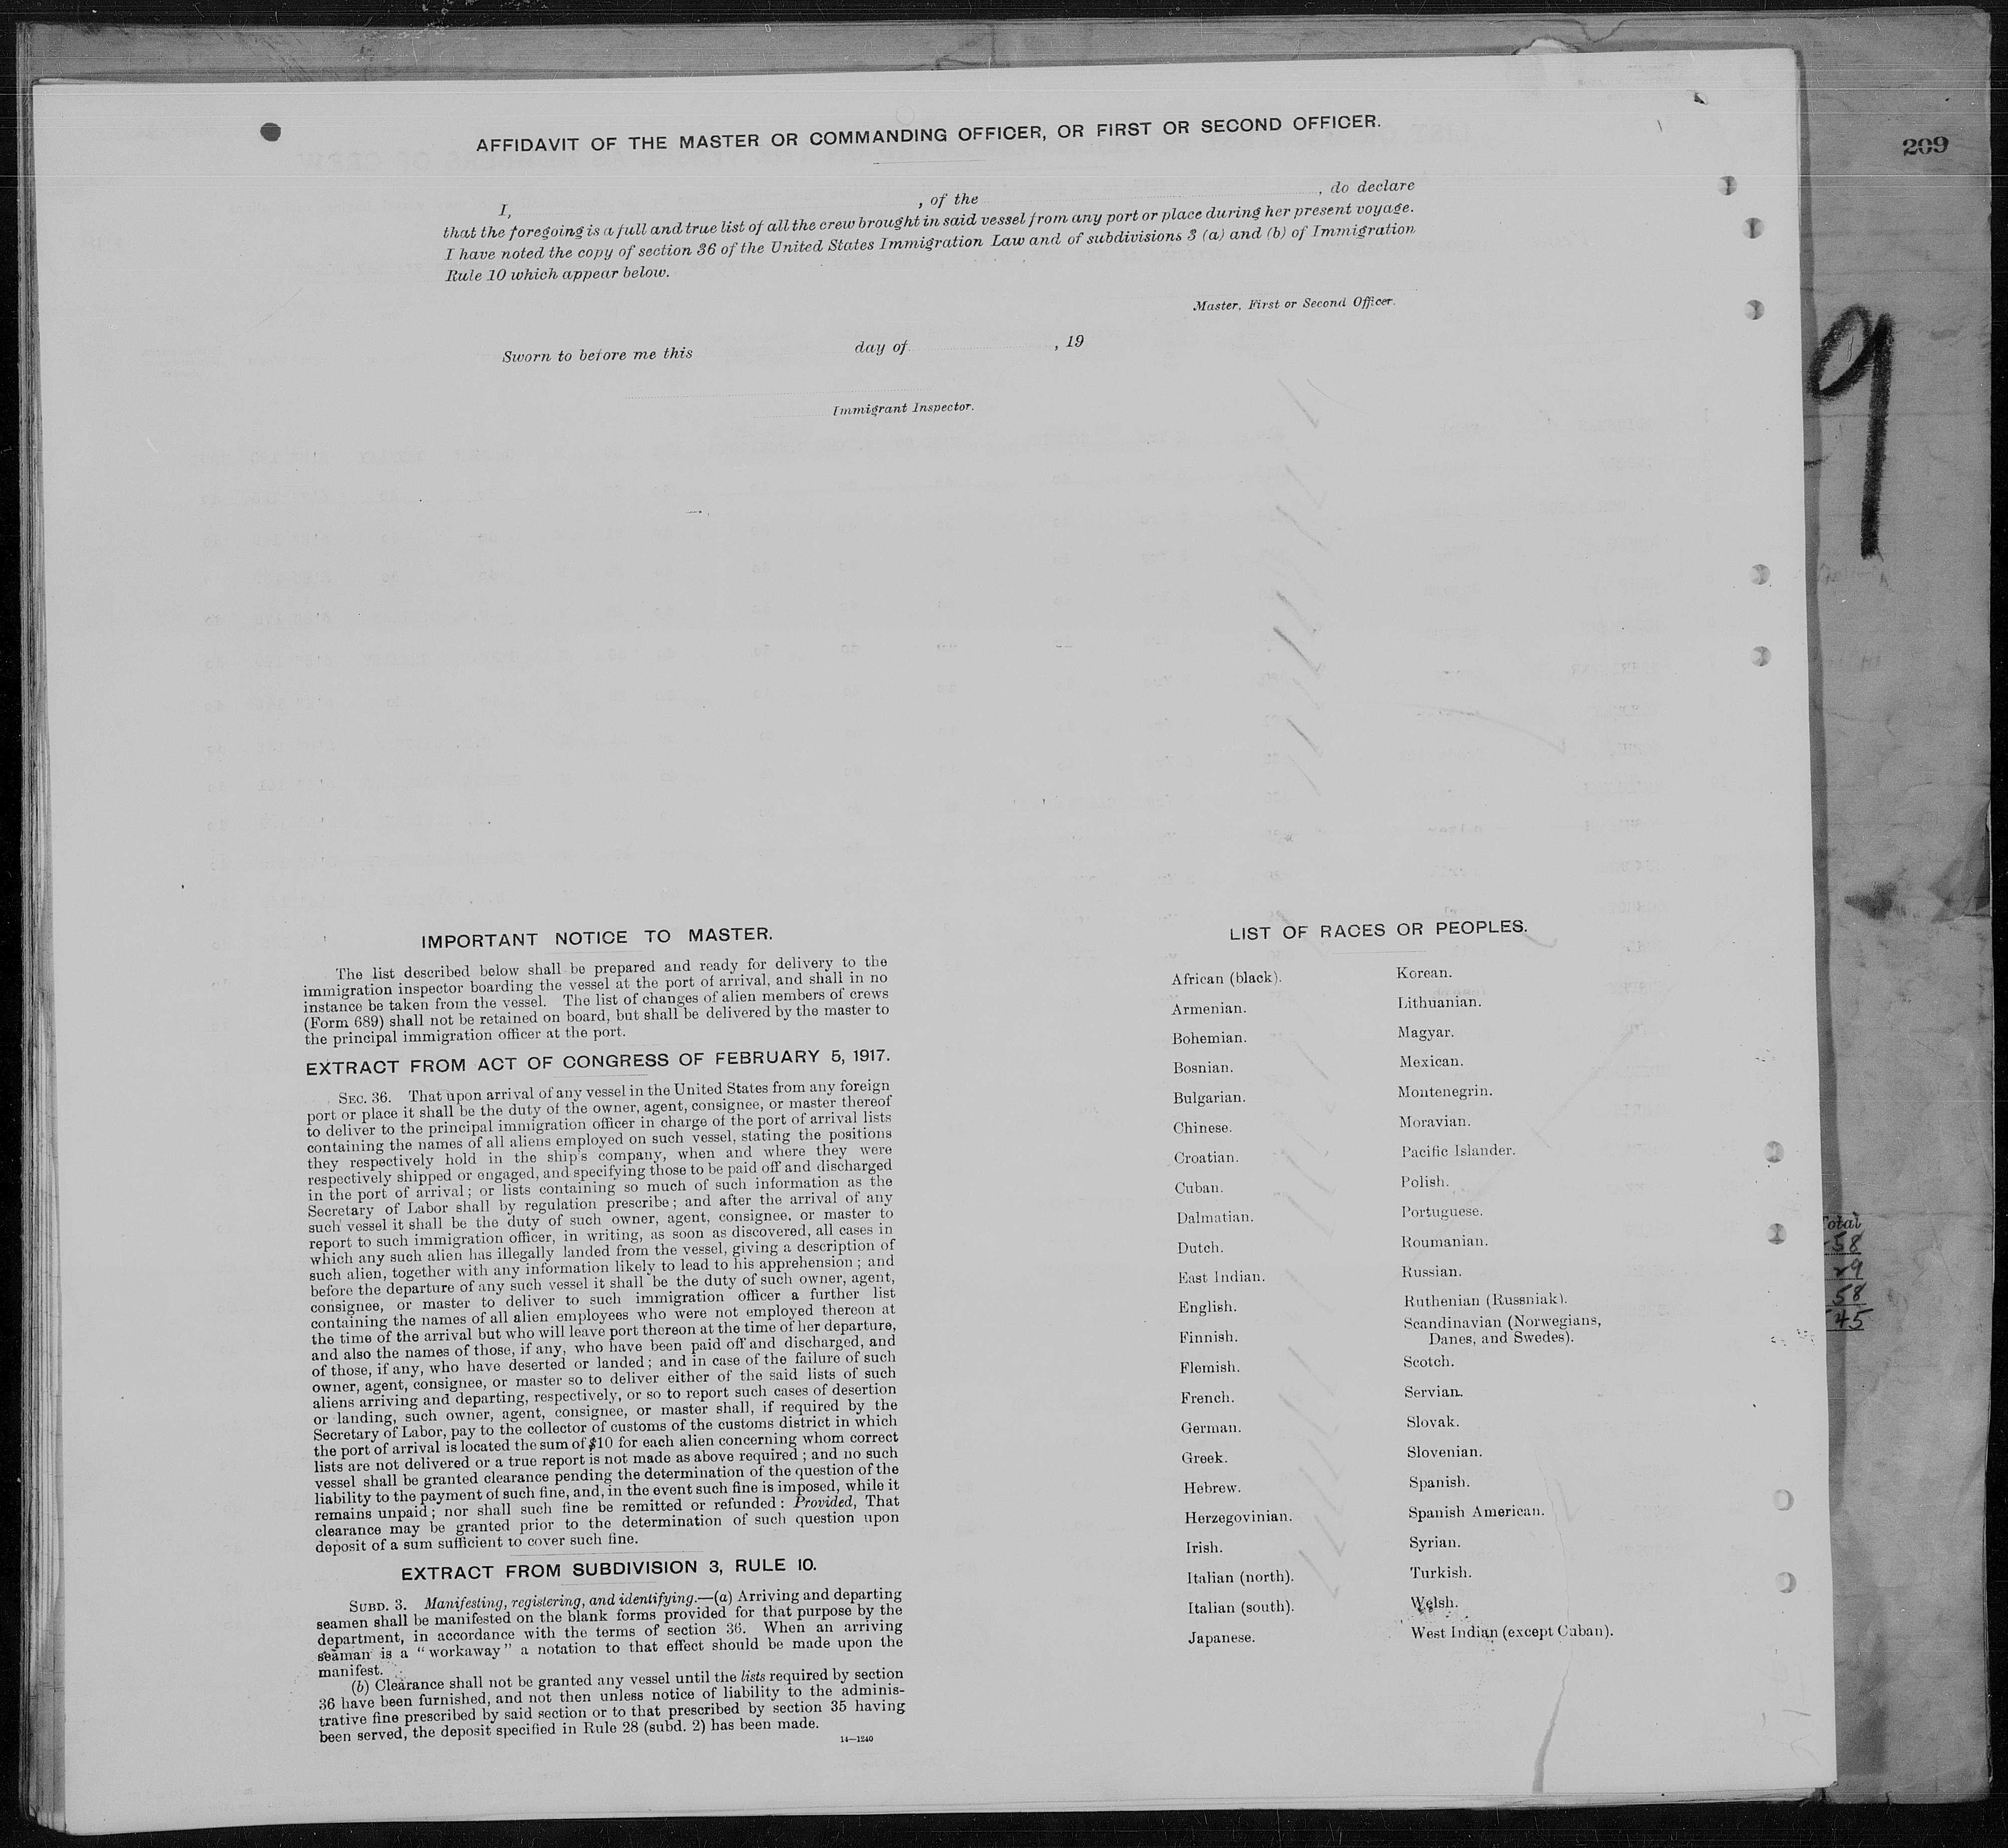 AFFIDAVIT OF THE MASTER OR COMMANDING OFFICER, OR FIRST OR SECOND OFFICER.
209
I, , of the , do declare
that the foregoing is a full and true list of all the crew brought in said vessel from any port or place during her present voyage.
I have noted the copy of section 36 of the United States Immigration Law and of subdivisions 3 (a) and (b) of Immigration
Rule 10 which appear below.
Master, First or Second Officer.
Sworn to before me this day of , 19
Immigrant Inspector.
9
IMPORTANT NOTICE TO MASTER.
The list described below shall be prepared and ready for delivery to the
immigration inspector boarding the vessel at the port of arrival, and shall in no
instance be taken from the vessel. The list of changes of alien members of crews
(Form 689) shall not be retained on board, but shall be delivered by the master to
the principal immigration officer at the port.
EXTRACT FROM ACT OF CONGRESS OF FEBRUARY 5, 1917.
SEC. 36. That upon arrival of any vessel in the United States from any foreign
port or place it shall be the duty of the owner, agent, consignee, or master thereof
to deliver to the principal immigration officer in charge of the port of arrival lists
containing the names of all aliens employed on such vessel, stating the positions
they respectively hold in the ship's company, when and where they were
respectively shipped or engaged, and specifying those to be paid off and discharged
in the port of arrival; or lists containing so much of such information as the
Secretary of Labor shall by regulation prescribe; and after the arrival of any
such vessel it shall be the duty of such owner, agent, consignee, or master to
report to such immigration officer, in writing, as soon as discovered, all cases in
which any such alien has illegally landed from the vessel, giving a description of
such alien, together with any information likely to lead to his apprehension; and
before the departure of any such vessel it shall be the duty of such owner, agent,
consignee, or master to deliver to such immigration officer a further list
containing the names of all alien employees who were not employed thereon at
the time of the arrival but who will leave port thereon at the time of her departure,
and also the names of those, if any, who have been paid off and discharged, and
of those, if any, who have deserted or landed; and in case of the failure of such
owner, agent, consignee, or master so to deliver either of the said lists of such
aliens arriving and departing, respectively, or so to report such cases of desertion
or landing, such owner, agent, consignee, or master shall, if required by the
Secretary of Labor, pay to the collector of customs of the customs district in which
the port of arrival is located the sum of $10 for each alien concerning whom correct
lists are not delivered or a true report is not made as above required; and no such
vessel shall be granted clearance pending the determination of the question of the
liability to the payment of such fine, and, in the event such fine is imposed, while it
remains unpaid; nor shall such fine be remitted or refunded: Provided, That
clearance may be granted prior to the determination of such question upon
deposit of a sum sufficient to cover such fine.
EXTRACT FROM SUBDIVISION 3, RULE 10.
SUBD. 3. Manifesting, registering, and identifying.—(a) Arriving and departing
seamen shall be manifested on the blank forms provided for that purpose by the
department, in accordance with the terms of section 36. When an arriving
seaman is a "workaway" a notation to that effect should be made upon the
manifest.
(b) Clearance shall not be granted any vessel until the lists required by section
36 have been furnished, and not then unless notice of liability to the adminis-
trative fine prescribed by said section or to that prescribed by section 35 having
been served, the deposit specified in Rule 28 (subd. 2) has been made.
14—1240
LIST OF RACES OR PEOPLES.
African (black).
Armenian.
Bohemian.
Bosnian.
Bulgarian.
Chinese.
Croatian.
Cuban.
Dalmatian.
Dutch.
East Indian.
English.
Finnish.
Flemish.
French.
German.
Greek.
Hebrew.
Herzegovinian.
Irish.
Italian (north).
Italian (south).
Japanese.
Korean.
Lithuanian.
Magyar.
Mexican.
Montenegrin.
Moravian.
Pacific Islander.
Polish.
Portuguese.
Roumanian.
Russian.
Ruthenian (Russniak).
Scandinavian (Norwegians,
Danes, and Swedes).
Scotch.
Servian.
Slovak.
Slovenian.
Spanish.
Spanish American.
Syrian.
Turkish.
Welsh.
West Indian (except Cuban).
Total
58
29
58
45